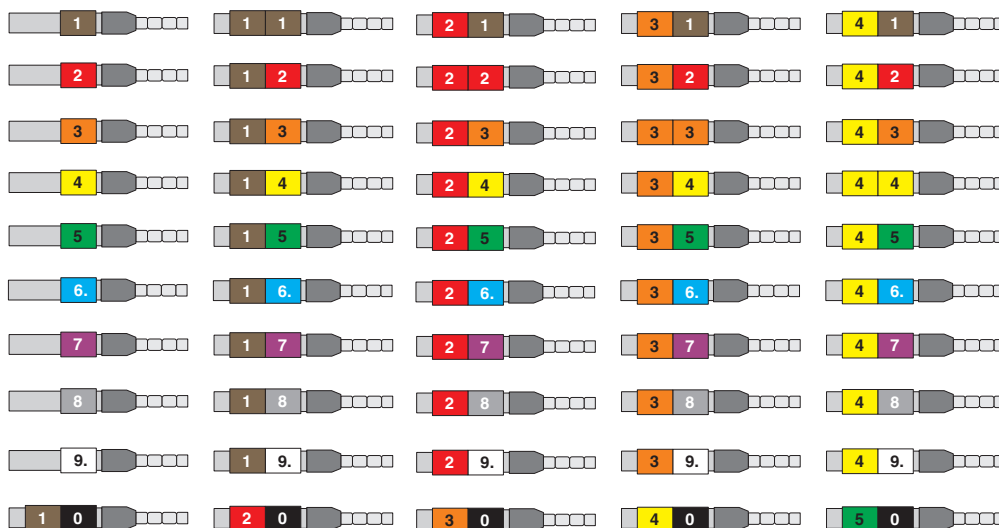 1 1 1 2 1 3 1 4 1
2 1 2 2 2 3 2 4 2
3 1 3 2 3 3 3 4 3
4 1 4 2 4 3 4 4 4
5 1 5 2 5 3 5 4 5
6. 1 6. 2 6. 3 6. 4 6.
7 1 7 2 7 3 7 4 7
8 1 8 2 8 3 8 4 8
9. 1 9. 2 9. 3 9. 4 9.
1 0 2 0 3 0 4 0 5 0